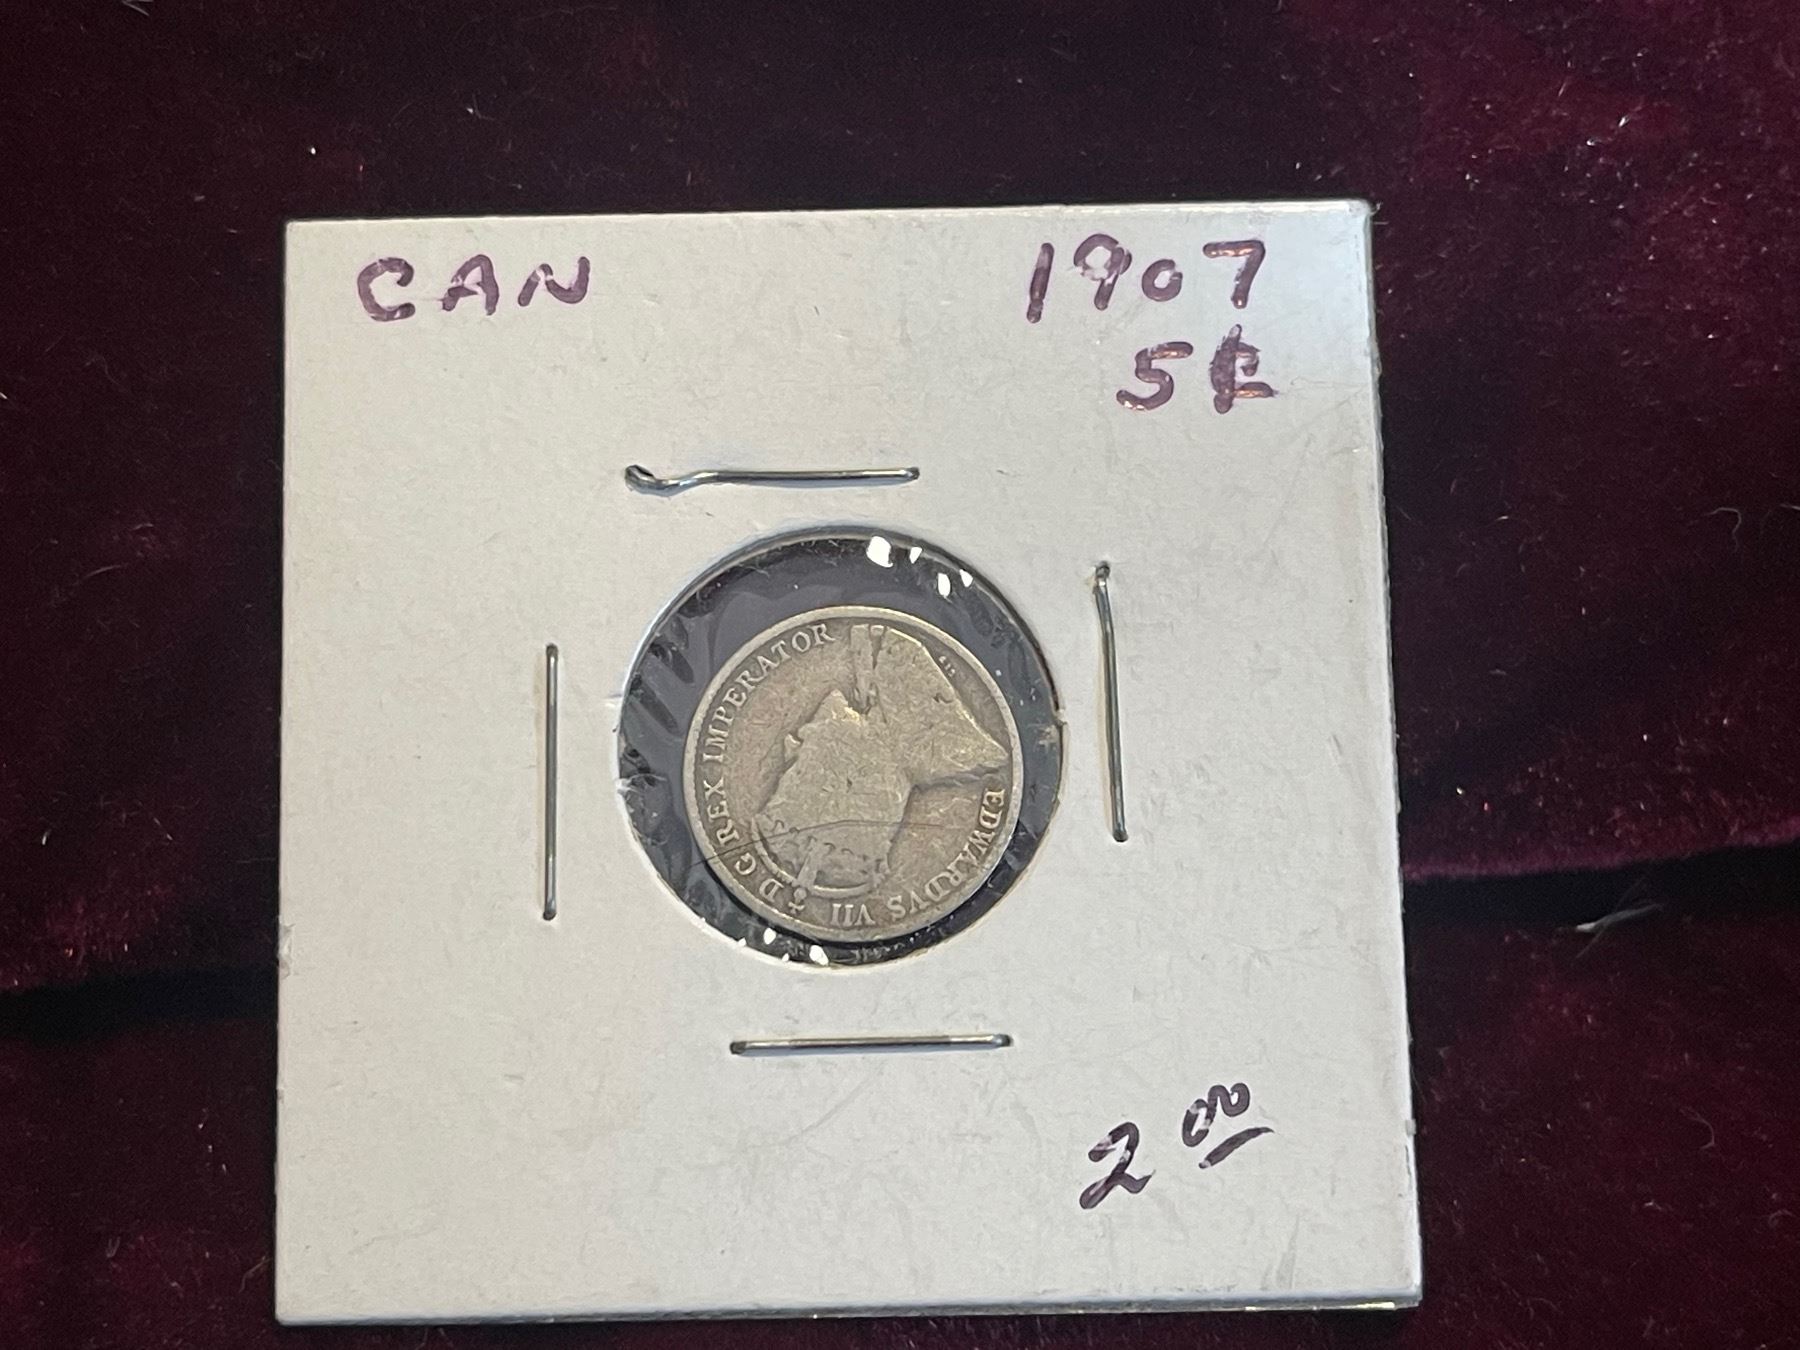 CAN
1907
5¢
EDWARDVS VII D G REX IMPERATOR
2 00